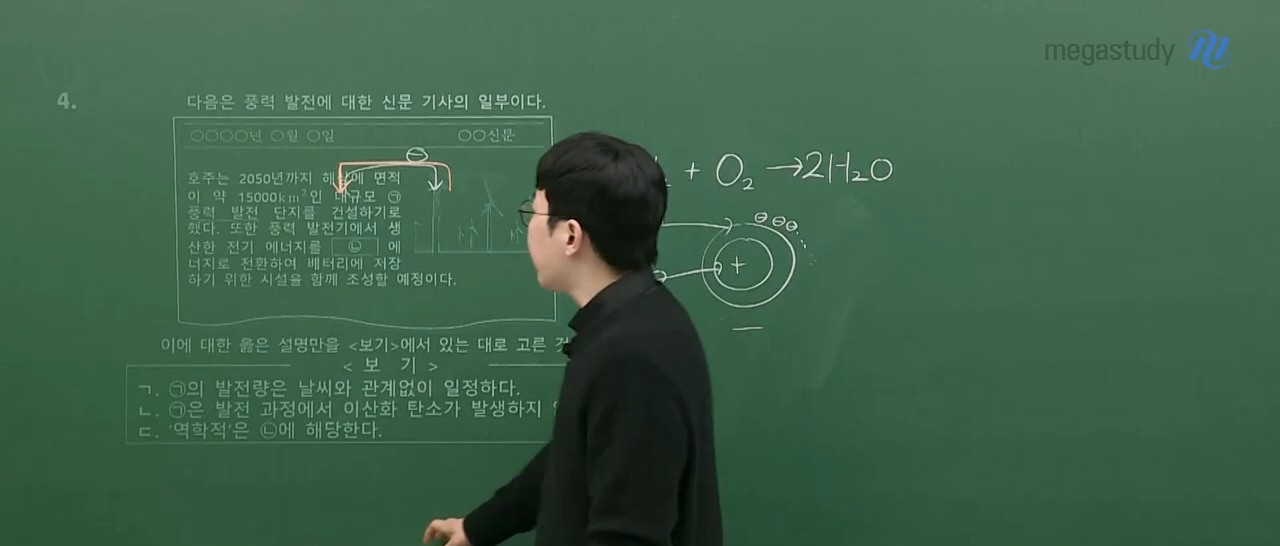 megastudy
4.
다음은 풍력 발전에 대한 신문 기사의 일부이다.
○○○○년 ○월 ○일 ○○신문
호주는 2050년까지 해 에 면적
이 약 15000km²인 대규모 ㉠
풍력 발전 단지를 건설하기로
했다. 또한 풍력 발전기에서 생
산한 전기 에너지를 ㉡ 에
너지로 전환하여 배터리에 저장
하기 위한 시설을 함께 조성할 예정이다.
이에 대한 옳은 설명만을 <보기>에서 있는 대로 고른
< 보 기 >
ㄱ. ㉠의 발전량은 날씨와 관계없이 일정하다.
ㄴ. ㉠은 발전 과정에서 이산화 탄소가 발생하지
ㄷ. '역학적'은 ㉡에 해당한다.
⊖
+ O₂ → 2H₂O
⊖ ⊖ ⊖
+